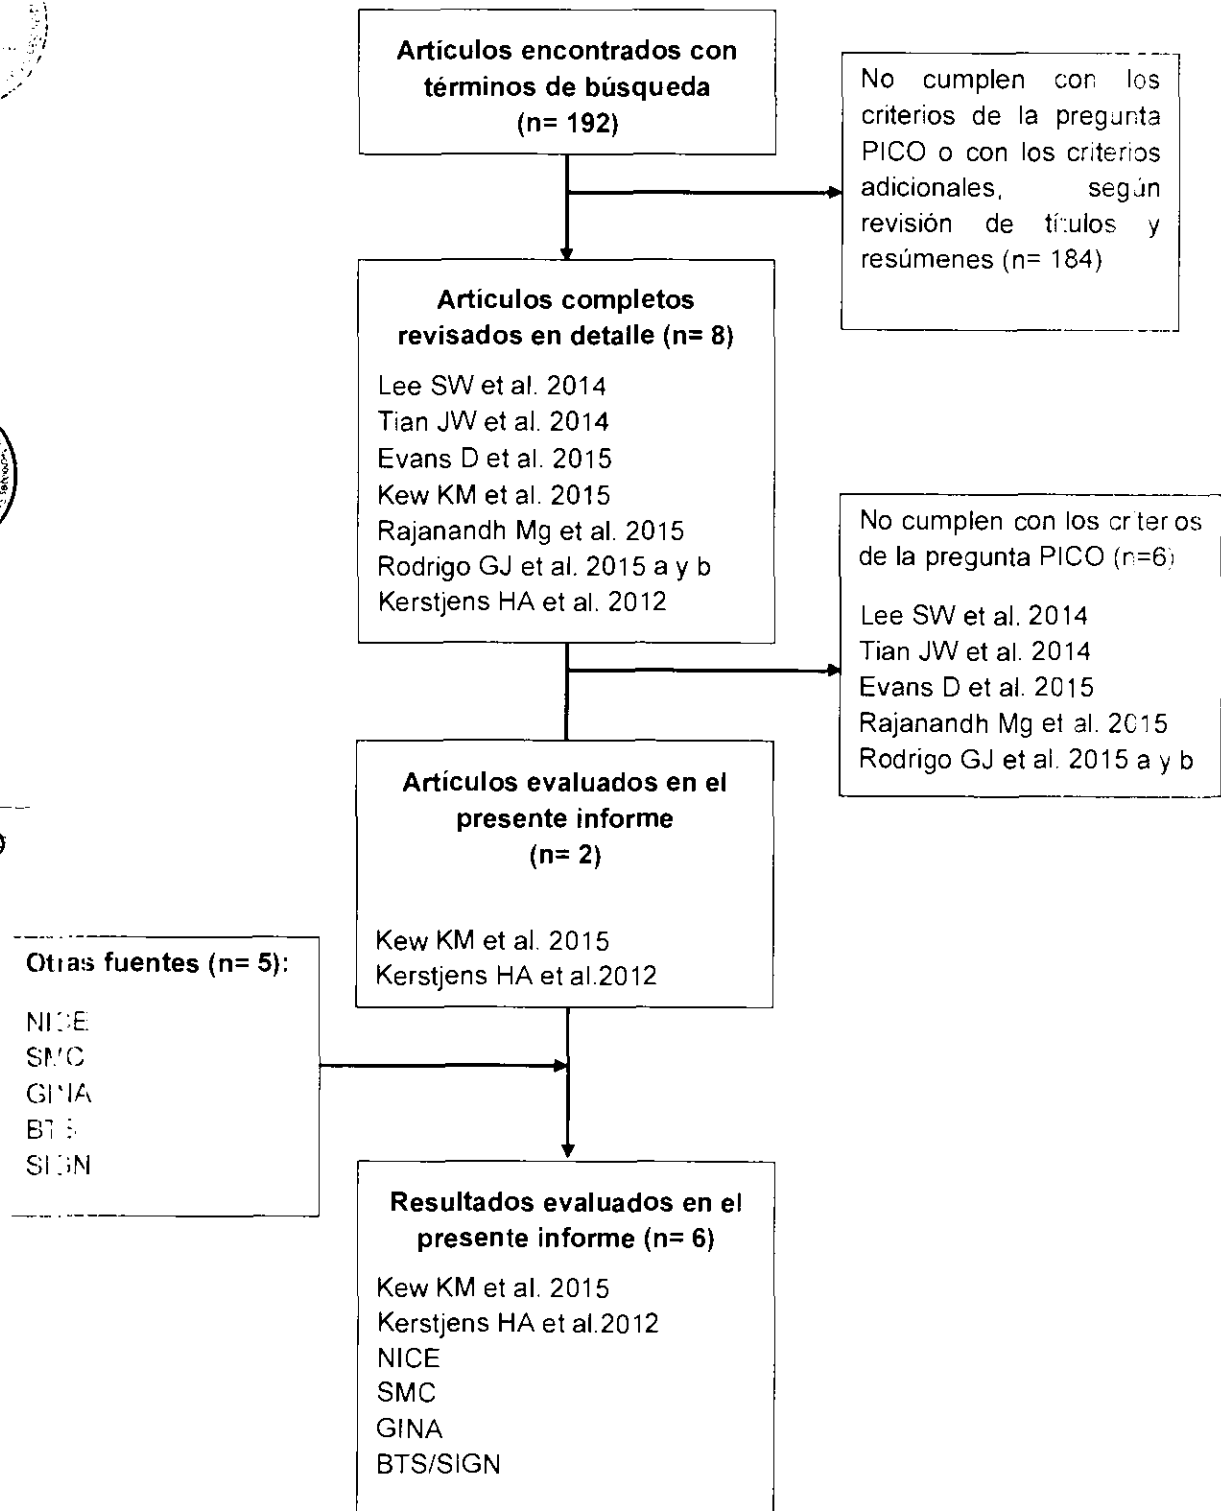 Artículos encontrados con
términos de búsqueda
(n= 192)
No cumplen con los
criterios de la pregunta
PICO o con los criterios
adicionales, según
revisión de títulos y
resúmenes (n= 184)
Artículos completos
revisados en detalle (n= 8)
Lee SW et al. 2014
Tian JW et al. 2014
Evans D et al. 2015
Kew KM et al. 2015
Rajanandh Mg et al. 2015
Rodrigo GJ et al. 2015 a y b
Kerstjens HA et al. 2012
No cumplen con los criterios
de la pregunta PICO (n=6)
Lee SW et al. 2014
Tian JW et al. 2014
Evans D et al. 2015
Rajanandh Mg et al. 2015
Rodrigo GJ et al. 2015 a y b
Artículos evaluados en el
presente informe
(n= 2)
Kew KM et al. 2015
Kerstjens HA et al.2012
Otras fuentes (n= 5):
NICE
SMC
GINA
BTS
SIGN
Resultados evaluados en el
presente informe (n= 6)
Kew KM et al. 2015
Kerstjens HA et al.2012
NICE
SMC
GINA
BTS/SIGN